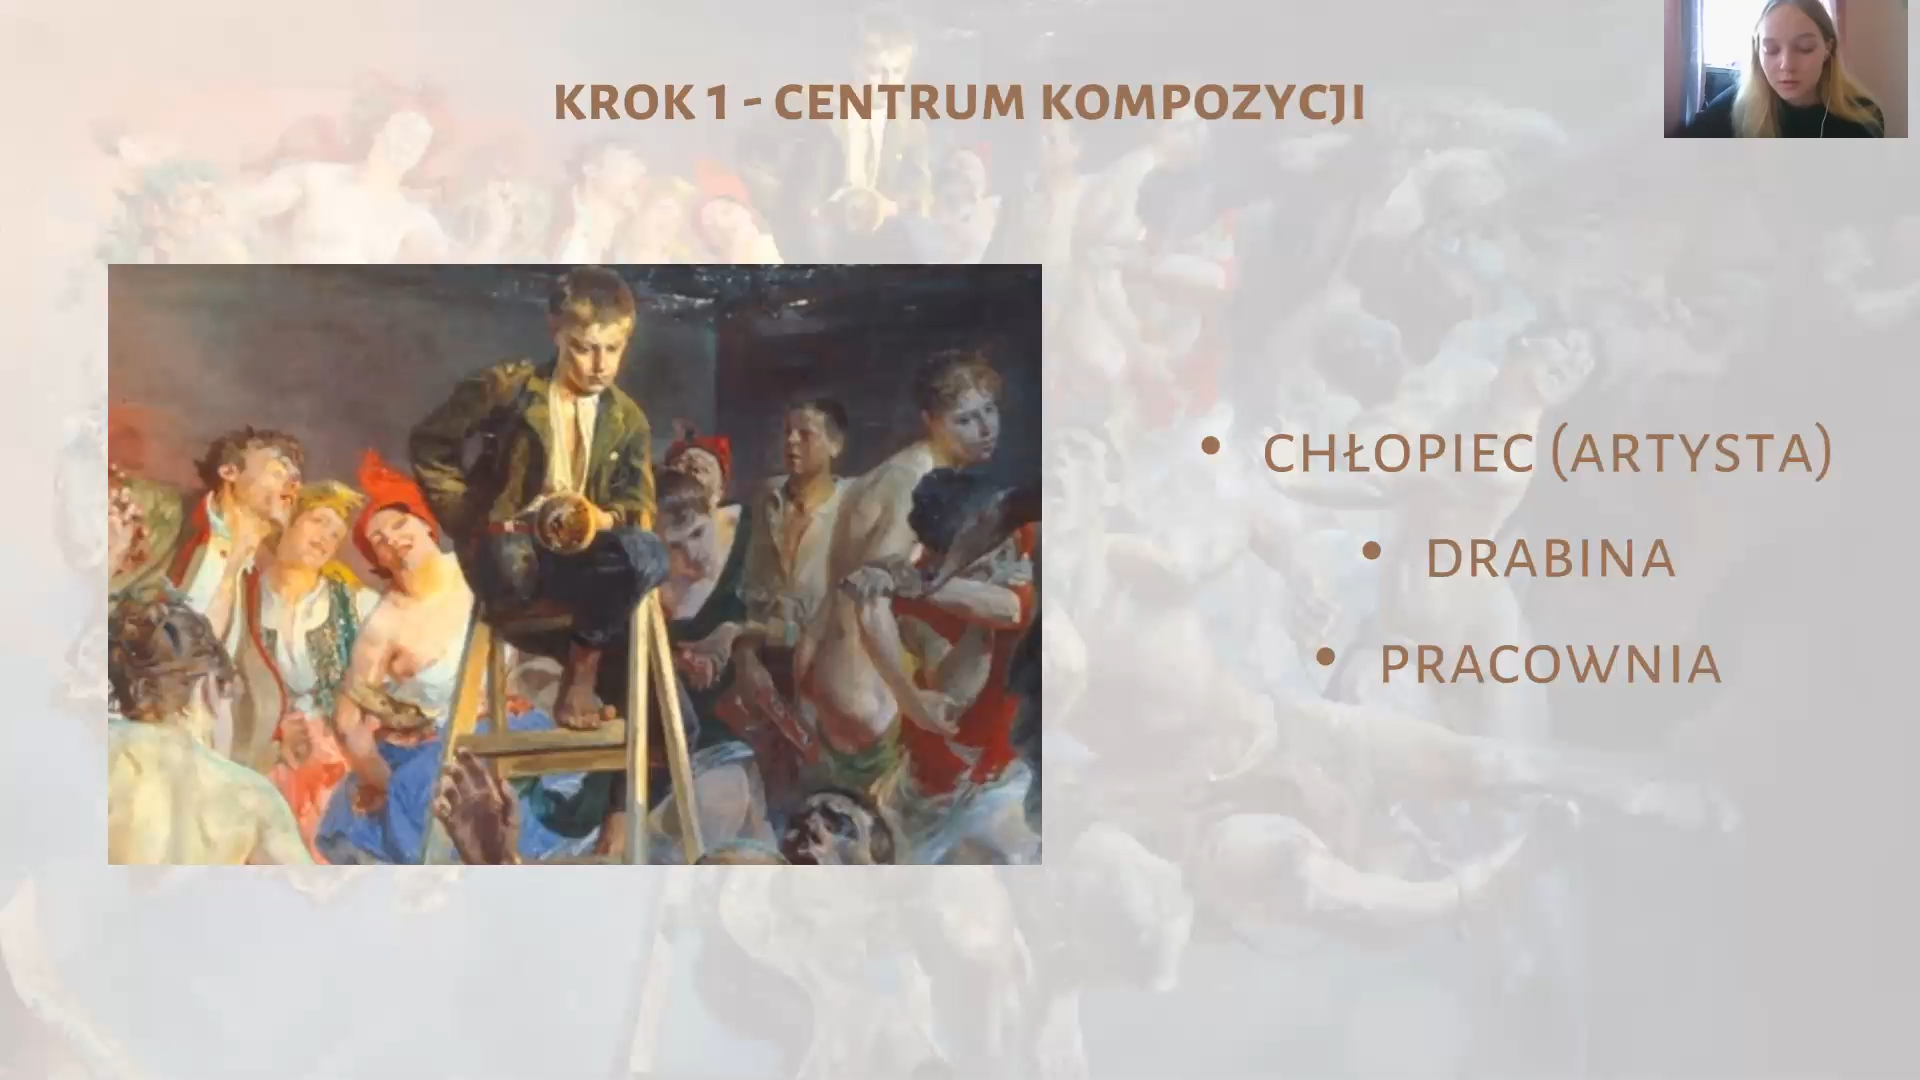 KROK 1 - CENTRUM KOMPOZYCJI
• CHŁOPIEC (ARTYSTA)
• DRABINA
• PRACOWNIA